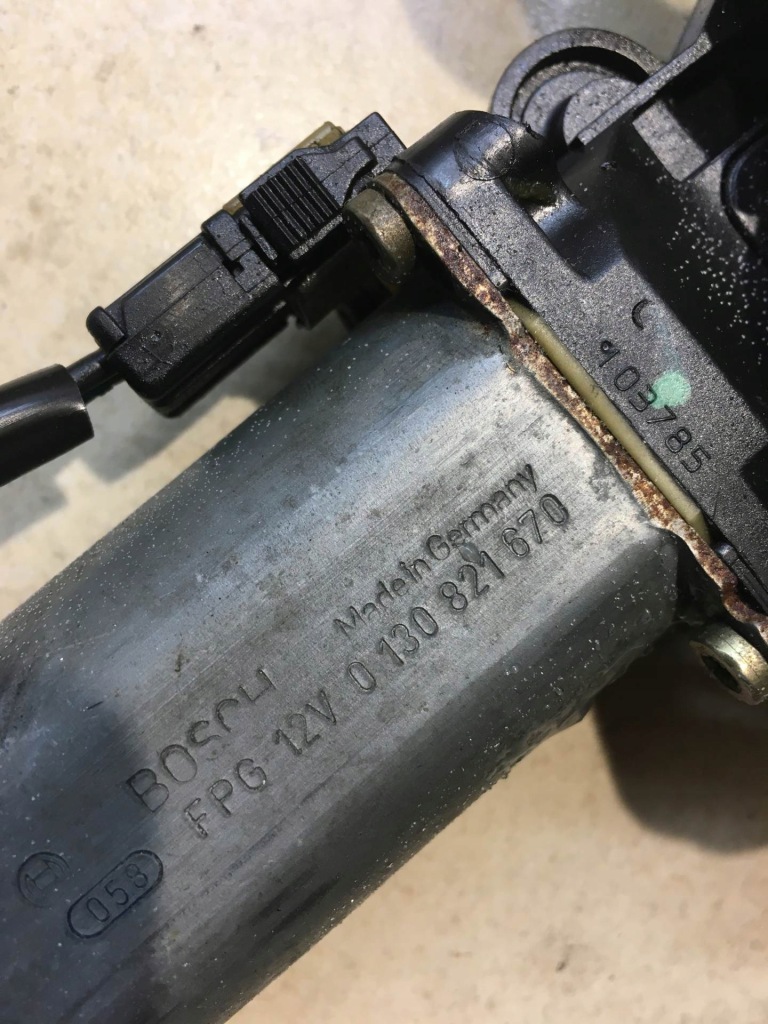 103785
Made in Germany
BOSCH
FPG 12V 0 130 821 670
058